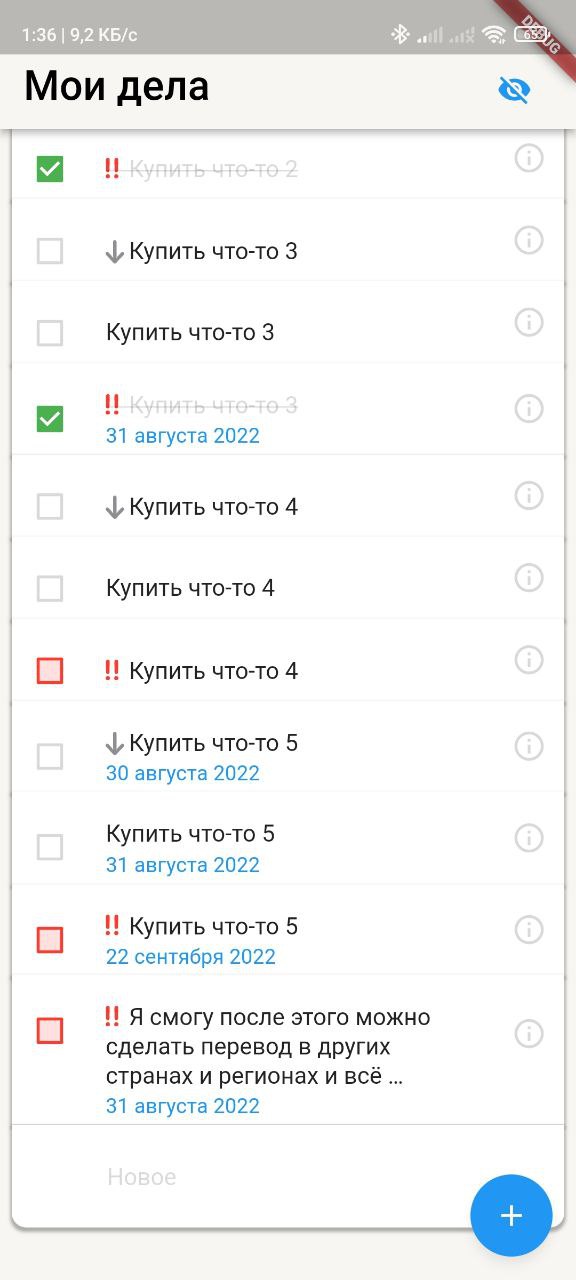 1:36 | 9,2 КБ/с
65
DEBUG
Мои дела
!! Купить что-то 2
↓ Купить что-то 3
Купить что-то 3
!! Купить что-то 3
31 августа 2022
↓ Купить что-то 4
Купить что-то 4
!! Купить что-то 4
↓ Купить что-то 5
30 августа 2022
Купить что-то 5
31 августа 2022
!! Купить что-то 5
22 сентября 2022
!! Я смогу после этого можно
сделать перевод в других
странах и регионах и всё ...
31 августа 2022
Новое